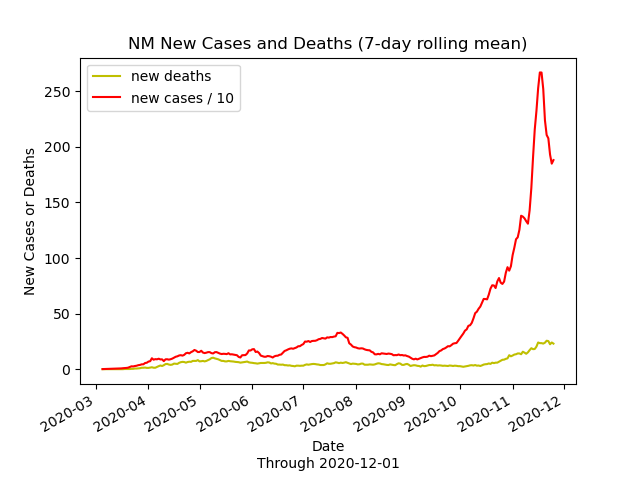 NM New Cases and Deaths (7-day rolling mean)
new deaths
new cases / 10
250
200
150
100
50
0
New Cases or Deaths
2020-03
2020-04
2020-05
2020-06
2020-07
2020-08
2020-09
2020-10
2020-11
2020-12
Date
Through 2020-12-01